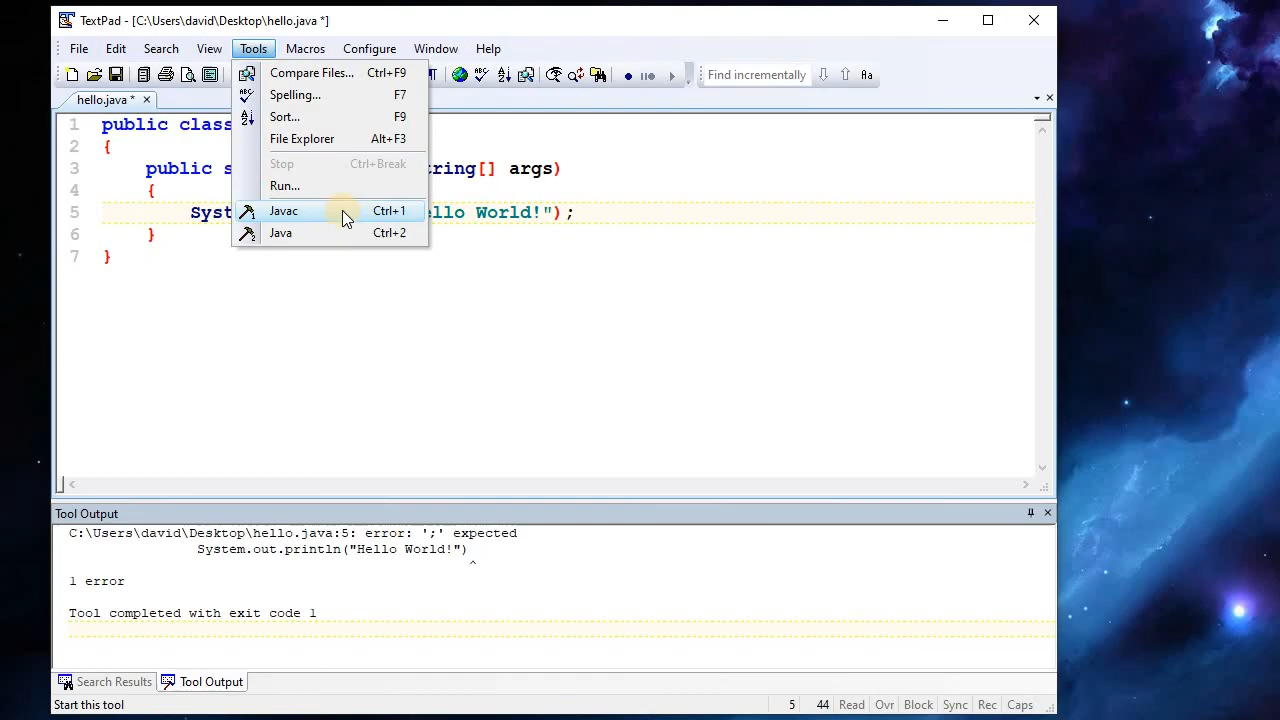 TextPad - [C:\Users\david\Desktop\hello.java *]
File Edit Search View Tools Macros Configure Window Help
Find incrementally Aa
hello.java *
Compare Files... Ctrl+F9
Spelling... F7
Sort... F9
File Explorer Alt+F3
Stop Ctrl+Break
Run...
Javac Ctrl+1
Java Ctrl+2
1 public class
2 {
3 public s tring[] args)
4 {
5 Syst llo World!");
6 }
7 }
Tool Output
C:\Users\david\Desktop\hello.java:5: error: ';' expected
System.out.println("Hello World!")
^
1 error
Tool completed with exit code 1
Search Results Tool Output
Start this tool 5 44 Read Ovr Block Sync Rec Caps